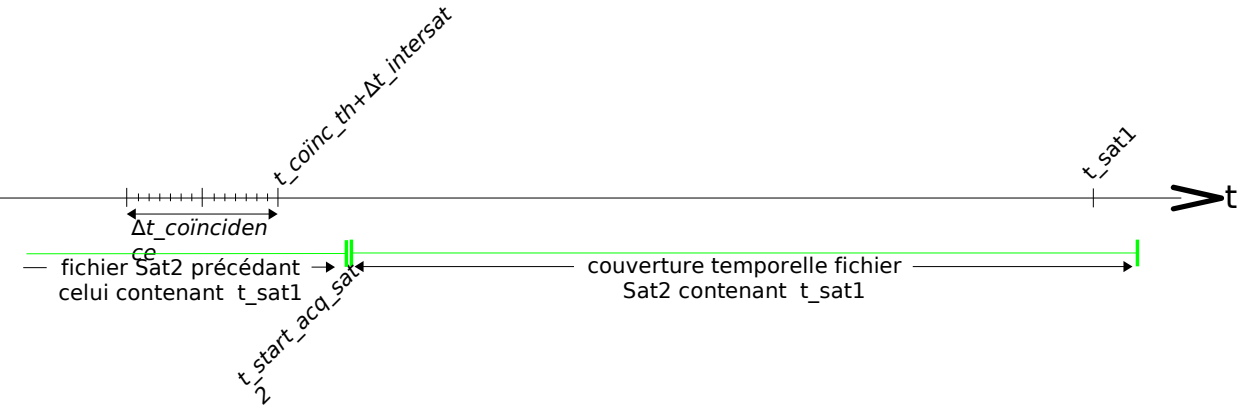 t_coïnc_th+Δt_intersat
t_sat1
t
Δt_coïnciden
ce
fichier Sat2 précédant
celui contenant t_sat1
couverture temporelle fichier
Sat2 contenant t_sat1
t_start_acq_sat
2